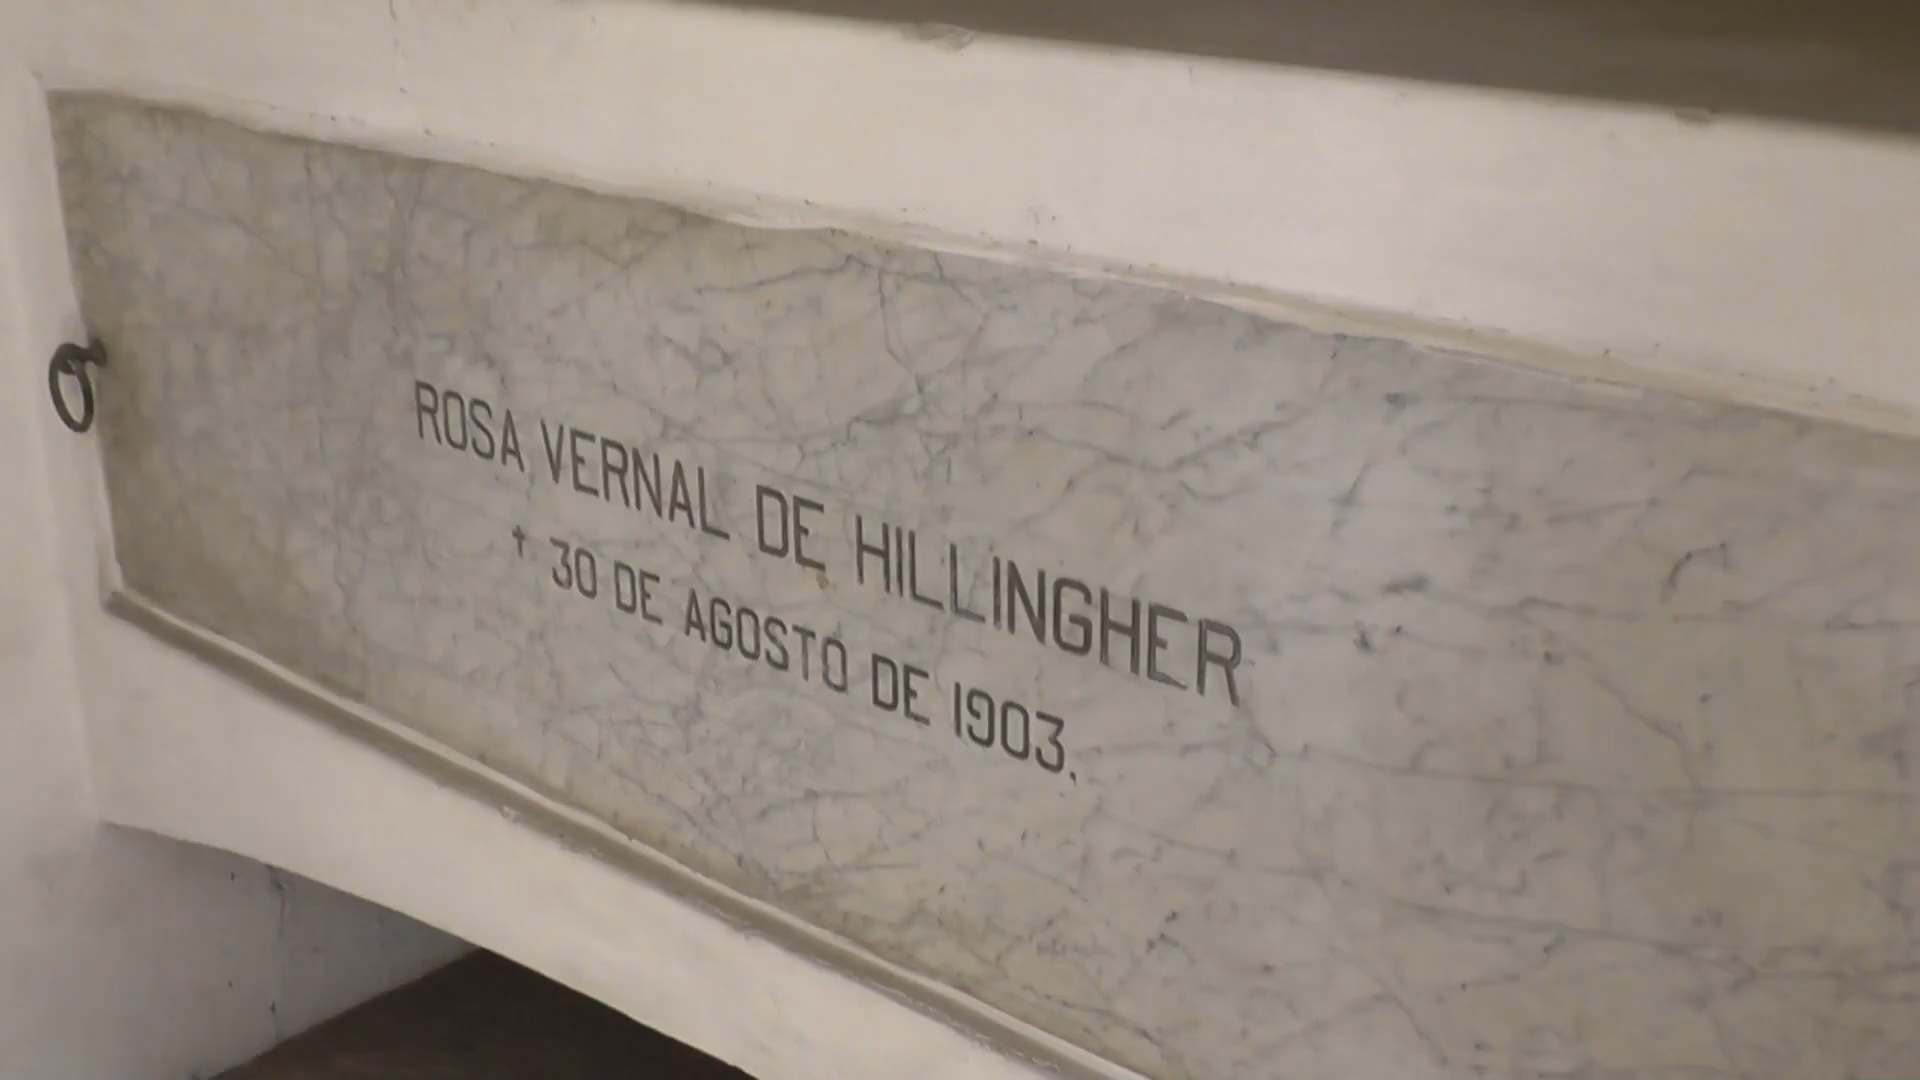 ROSA VERNAL DE HILLINGHER
† 30 DE AGOSTO DE 1903.